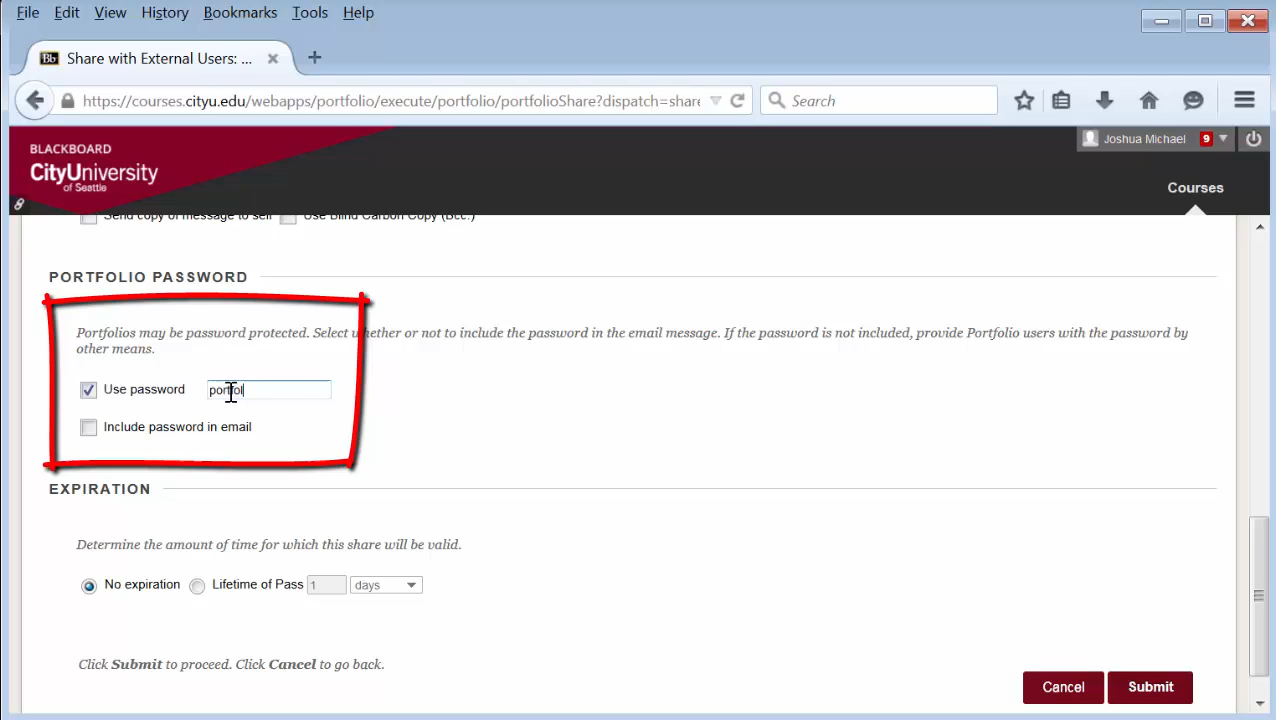 File Edit View History Bookmarks Tools Help
Bb Share with External Users: ...
https://courses.cityu.edu/webapps/portfolio/execute/portfolio/portfolioShare?dispatch=share Search
BLACKBOARD
CityUniversity
of Seattle
Joshua Michael 9
Courses
Send copy of message to self Use Blind Carbon Copy (Bcc:)
PORTFOLIO PASSWORD
Portfolios may be password protected. Select whether or not to include the password in the email message. If the password is not included, provide Portfolio users with the password by
other means.
Use password portfol
Include password in email
EXPIRATION
Determine the amount of time for which this share will be valid.
No expiration Lifetime of Pass 1 days
Click Submit to proceed. Click Cancel to go back.
Cancel Submit